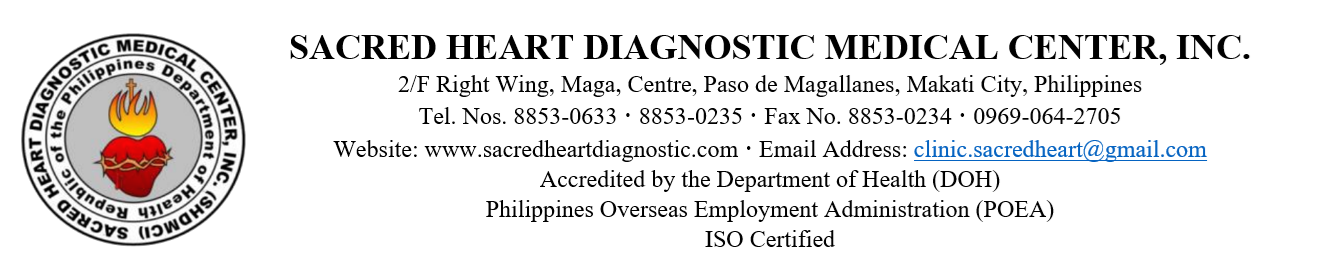 SACRED HEART DIAGNOSTIC MEDICAL CENTER, INC. (SHDMCI)
Republic of the Philippines Department of Health
SACRED HEART DIAGNOSTIC MEDICAL CENTER, INC.
2/F Right Wing, Maga, Centre, Paso de Magallanes, Makati City, Philippines
Tel. Nos. 8853-0633 · 8853-0235 · Fax No. 8853-0234 · 0969-064-2705
Website: www.sacredheartdiagnostic.com · Email Address: clinic.sacredheart@gmail.com
Accredited by the Department of Health (DOH)
Philippines Overseas Employment Administration (POEA)
ISO Certified